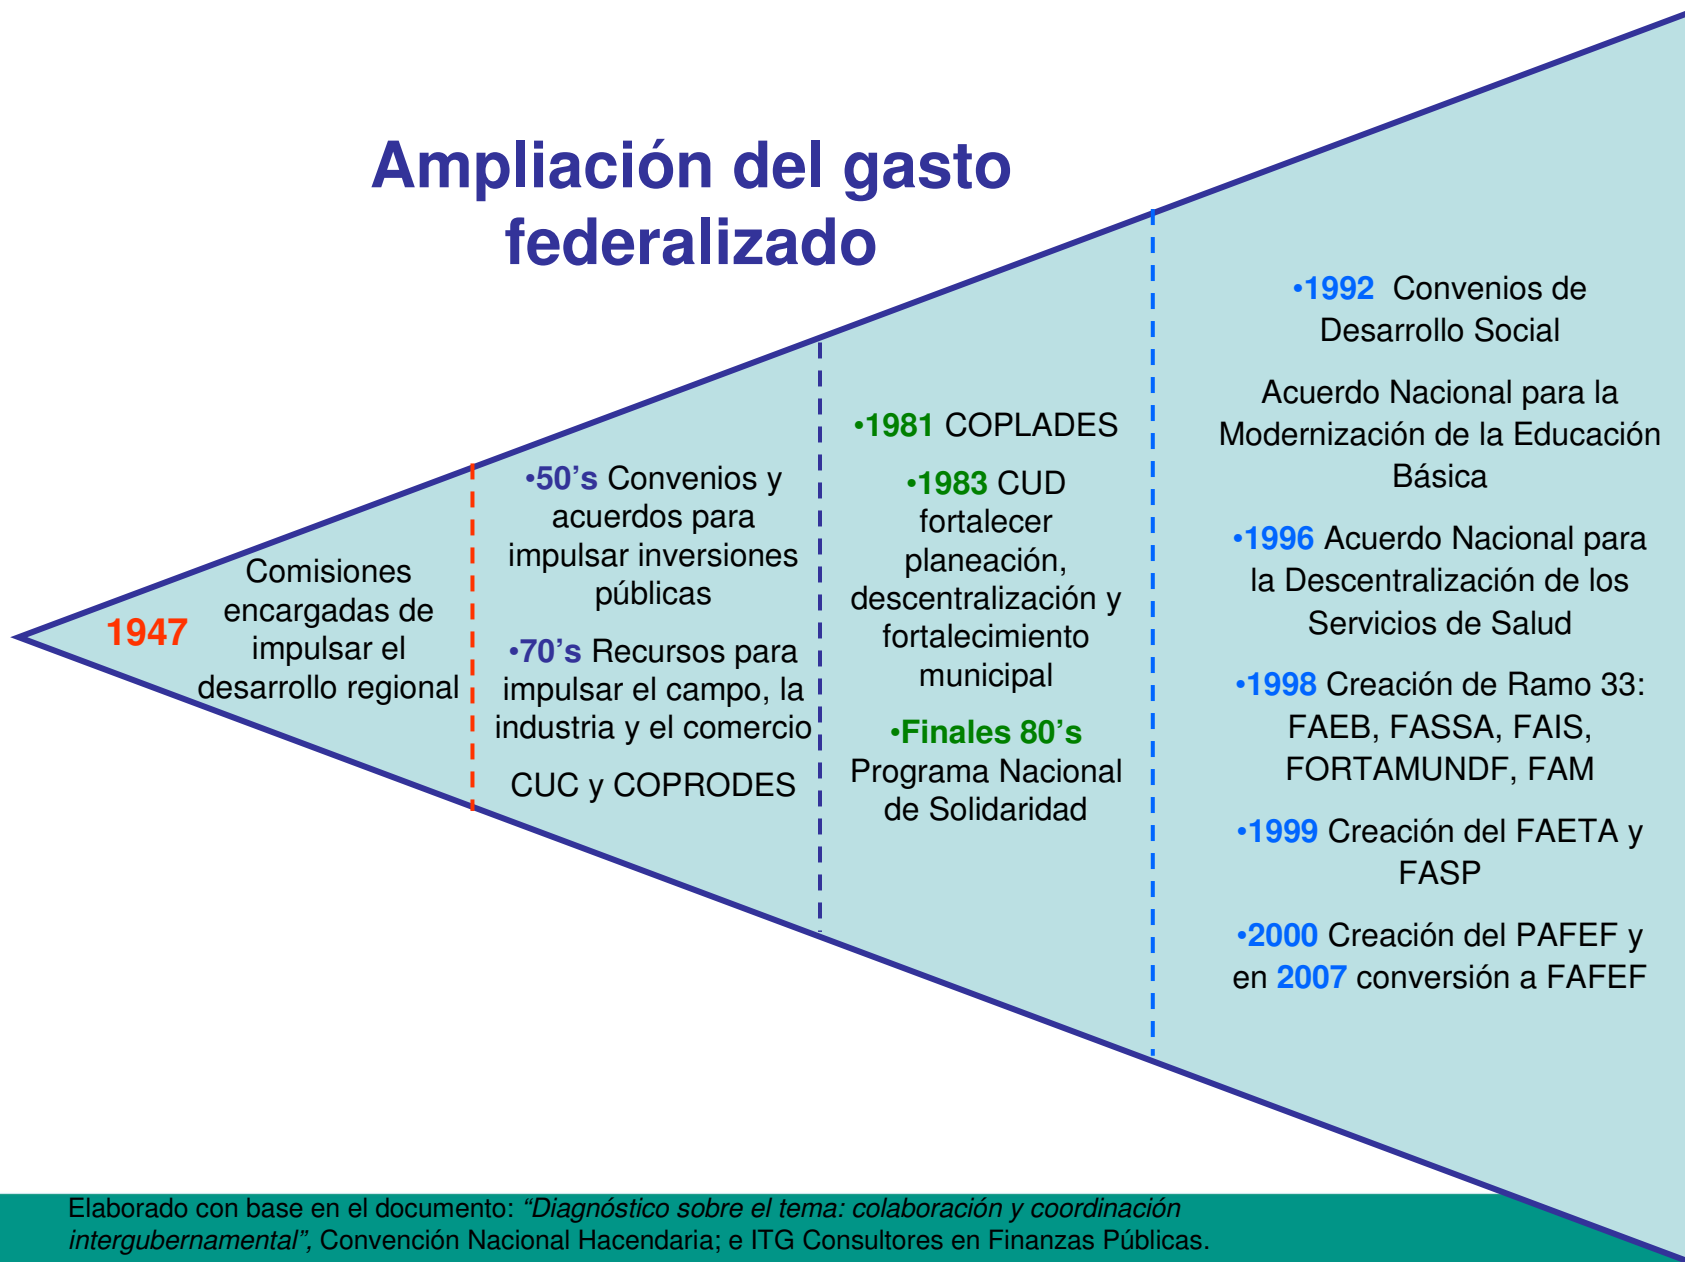 Ampliación del gasto
federalizado
1947
Comisiones
encargadas de
impulsar el
desarrollo regional
•50’s Convenios y
acuerdos para
impulsar inversiones
públicas
•70’s Recursos para
impulsar el campo, la
industria y el comercio
CUC y COPRODES
•1981 COPLADES
•1983 CUD
fortalecer
planeación,
descentralización y
fortalecimiento
municipal
•Finales 80’s
Programa Nacional
de Solidaridad
•1992 Convenios de
Desarrollo Social
Acuerdo Nacional para la
Modernización de la Educación
Básica
•1996 Acuerdo Nacional para
la Descentralización de los
Servicios de Salud
•1998 Creación de Ramo 33:
FAEB, FASSA, FAIS,
FORTAMUNDF, FAM
•1999 Creación del FAETA y
FASP
•2000 Creación del PAFEF y
en 2007 conversión a FAFEF
Elaborado con base en el documento: “Diagnóstico sobre el tema: colaboración y coordinación
intergubernamental”, Convención Nacional Hacendaria; e ITG Consultores en Finanzas Públicas.